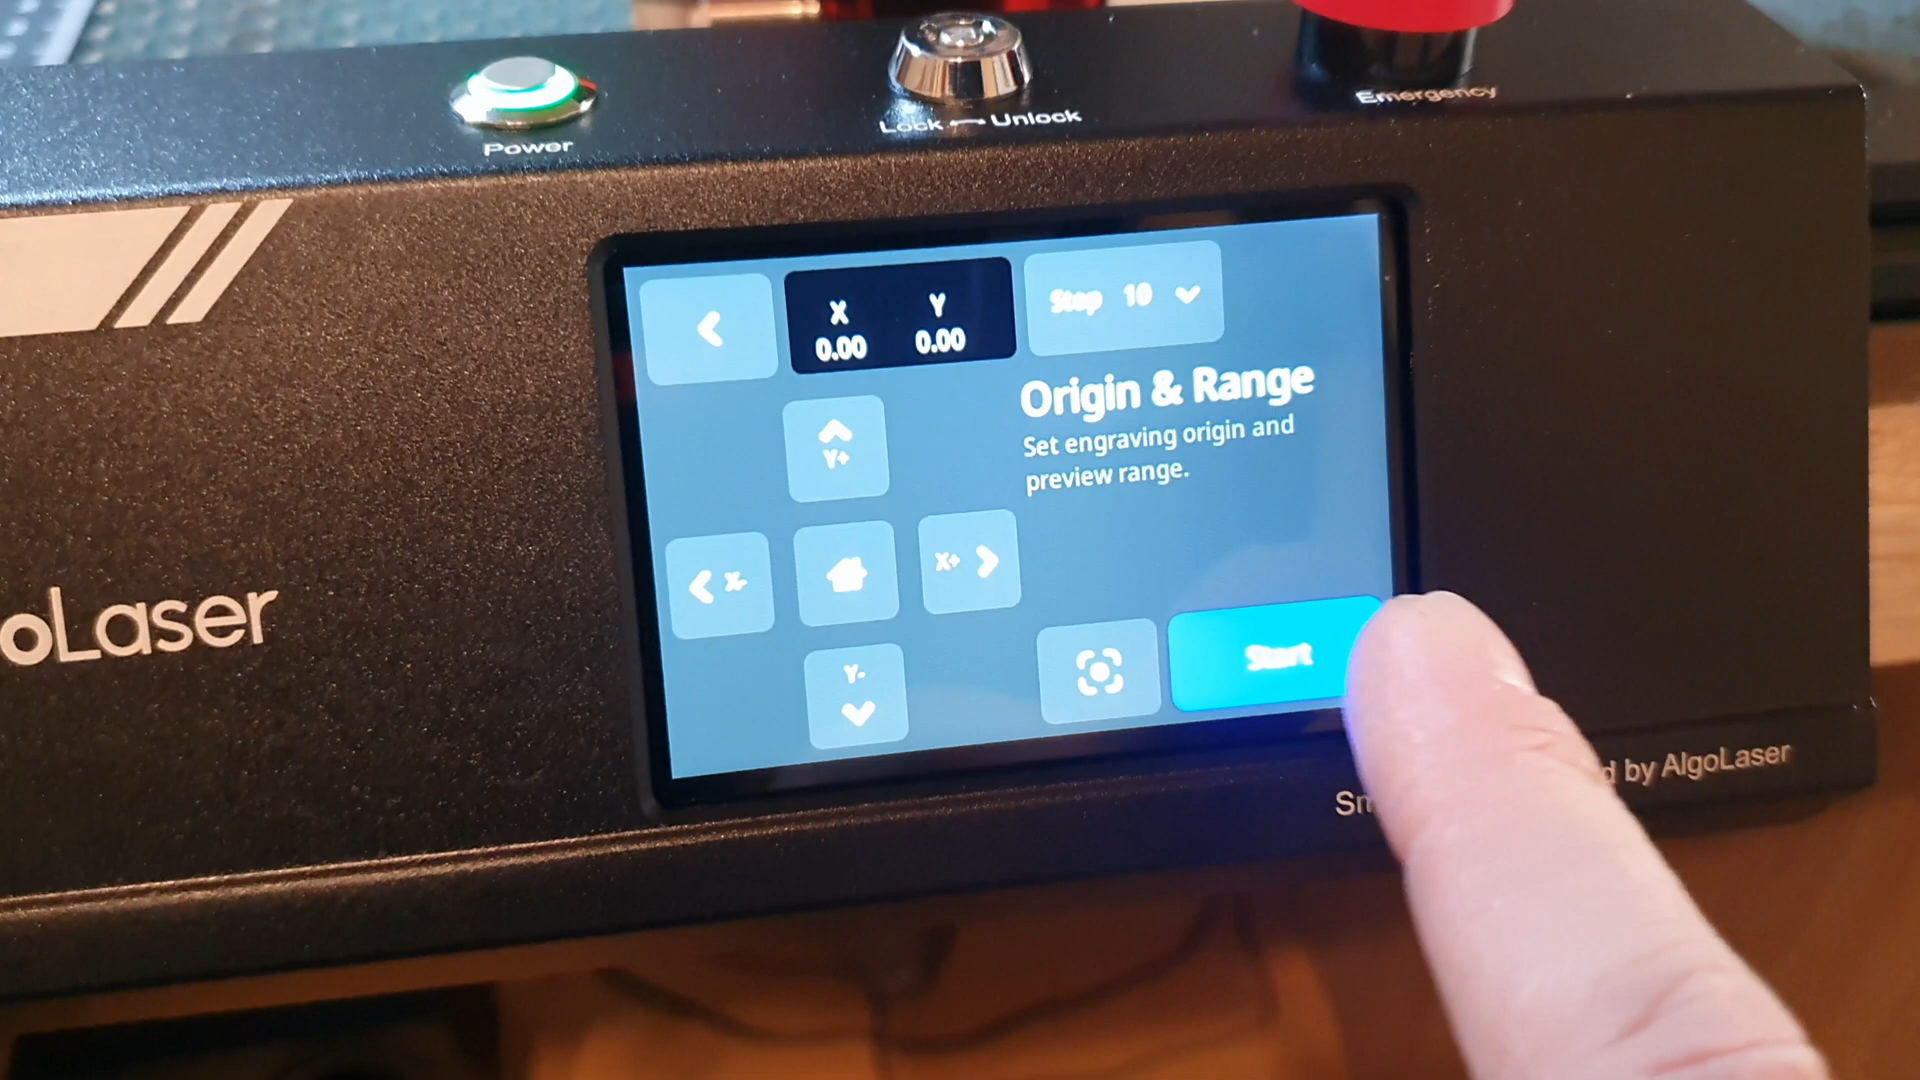 Power
Lock Unlock
Emergency
X Y
0.00 0.00
Step 10
Origin & Range
Set engraving origin and
preview range.
Y+
X-
X+
Y-
Start
oLaser
by AlgoLaser